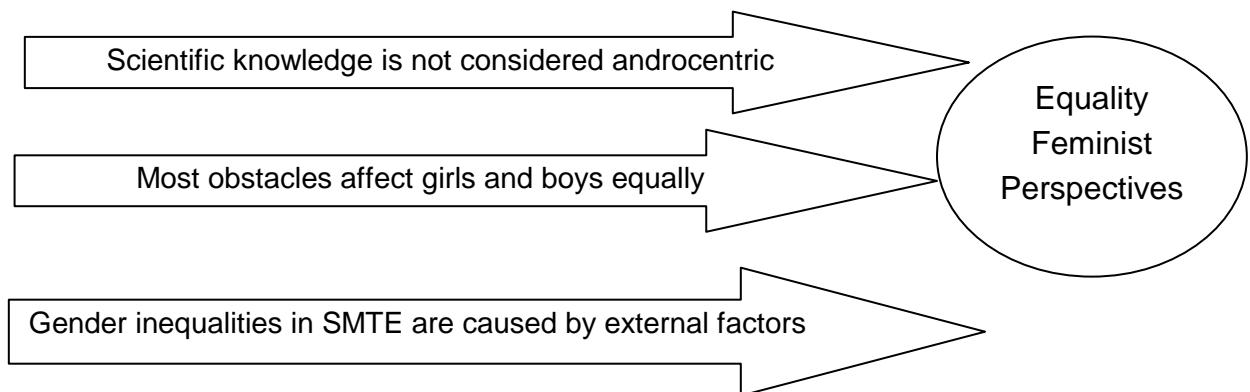 Scientific knowledge is not considered androcentric
Most obstacles affect girls and boys equally
Gender inequalities in SMTE are caused by external factors
Equality
Feminist
Perspectives